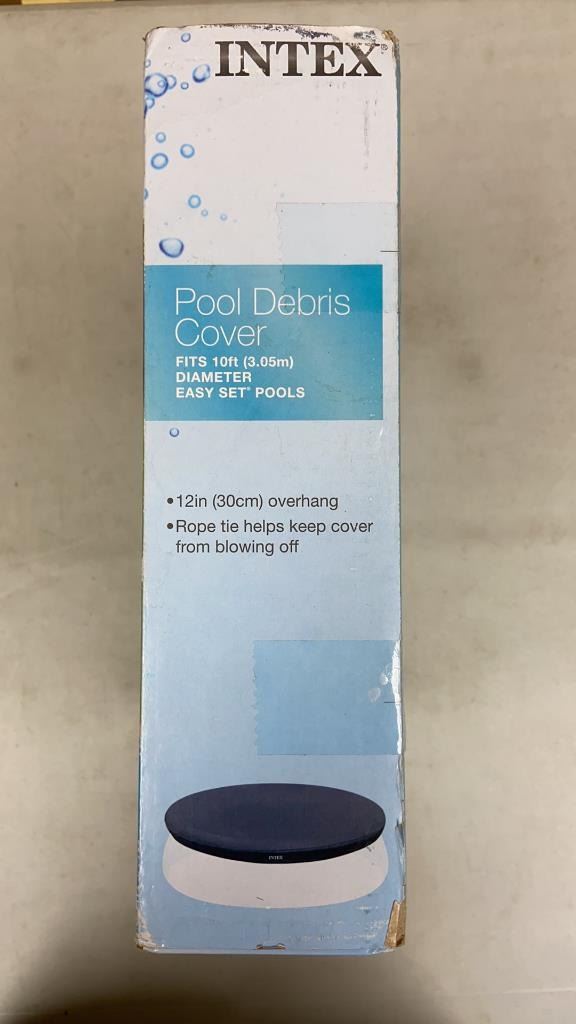 INTEX®
Pool Debris
Cover
FITS 10ft (3.05m)
DIAMETER
EASY SET® POOLS
•12in (30cm) overhang
•Rope tie helps keep cover
from blowing off
INTEX